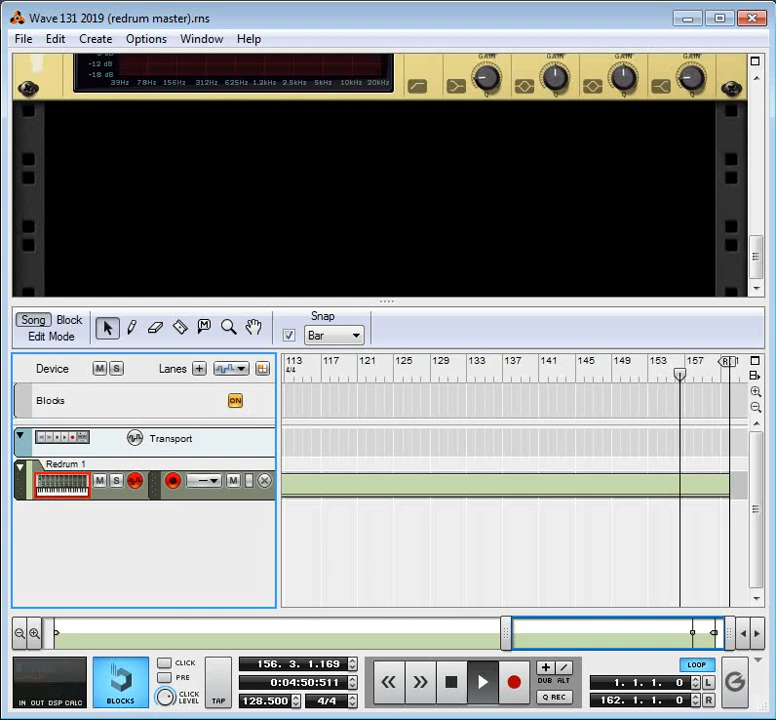 Wave 131 2019 (redrum master).rns
File Edit Create Options Window Help
GAIN GAIN GAIN GAIN
-12 dB
-18 dB
39Hz 78Hz 156Hz 312Hz 625Hz 1.2kHz 2.5kHz 5kHz 10kHz 20kHz
Q Q
Song Block
Edit Mode
Snap
Bar
Device M S Lanes +
113 117 121 125 129 133 137 141 145 149 153 157
4/4
Blocks ON
Transport
Redrum 1
M S M
IN OUT DSP CALC
BLOCKS
CLICK
PRE
CLICK
LEVEL
TAP
156. 3. 1.169
0:04:50:511
128.500 4/4
DUB ALT
Q REC
LOOP
1. 1. 1. 0 L
162. 1. 1. 0 R